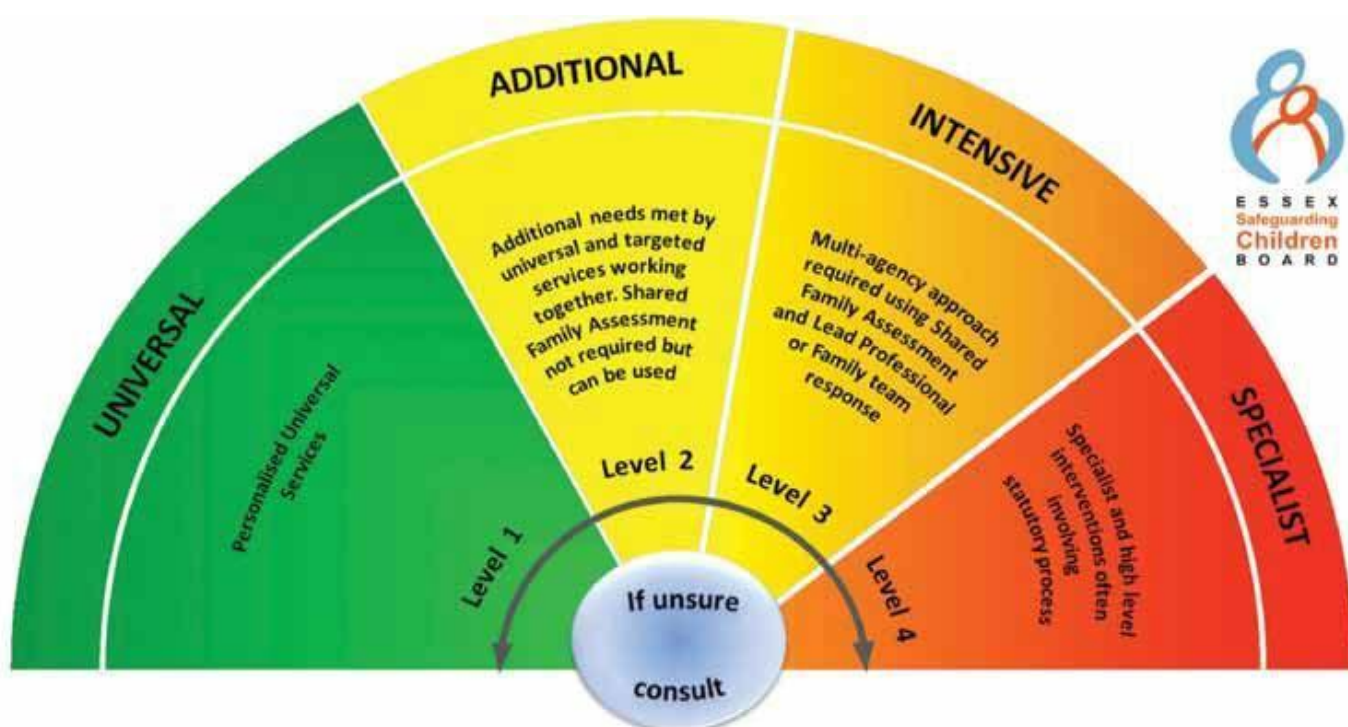 UNIVERSAL
Personalised Universal
Services
Level 1
ADDITIONAL
Additional needs met by
universal and targeted
services working
together. Shared
Family Assessment
not required but
can be used
Level 2
INTENSIVE
Multi-agency approach
required using Shared
Family Assessment
and Lead Professional
or Family team
response
Level 3
SPECIALIST
Specialist and high level
interventions often
involving
statutory process
Level 4
If unsure
consult
ESSEX
Safeguarding
Children
BOARD